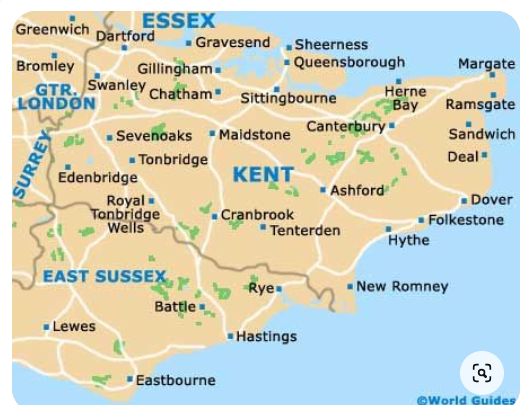 ESSEX
Greenwich
Dartford
Gravesend
Sheerness
Queensborough
Bromley
Gillingham
Margate
Swanley
GTR.
LONDON
Chatham
Sittingbourne
Herne
Bay
Ramsgate
Canterbury
Sevenoaks
Maidstone
Sandwich
SURREY
Tonbridge
Deal
Edenbridge
KENT
Ashford
Royal
Tonbridge
Wells
Cranbrook
Dover
Folkestone
Tenterden
Hythe
EAST SUSSEX
Rye
New Romney
Battle
Lewes
Hastings
Eastbourne
©World Guides